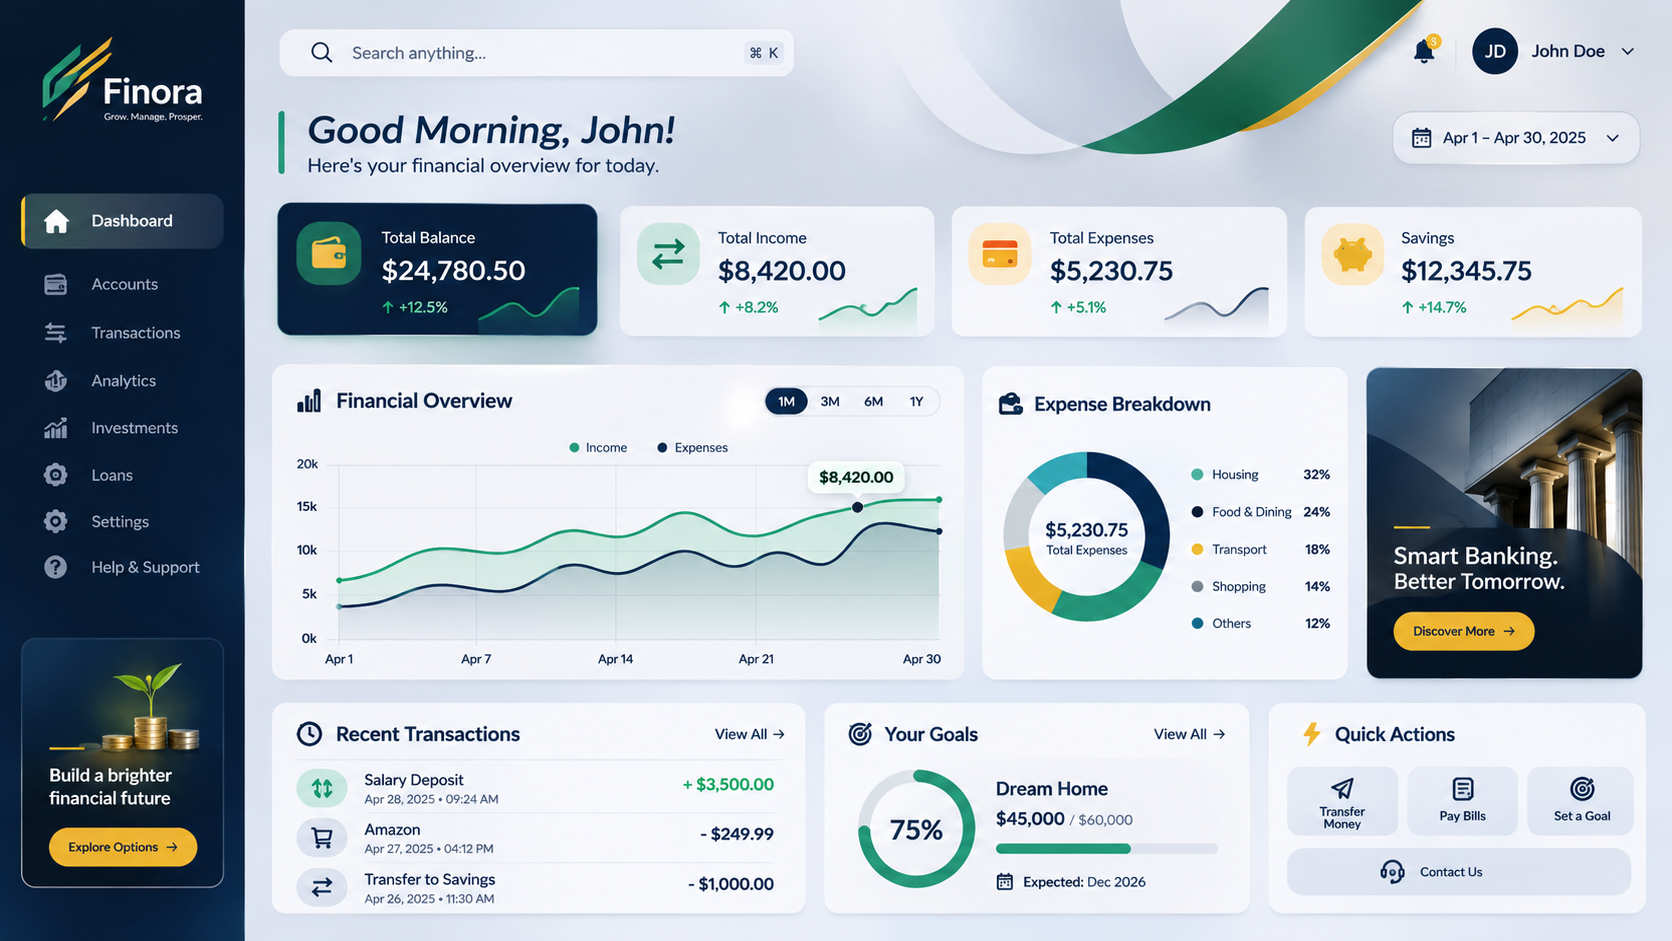 Finora
Grow. Manage. Prosper.
Dashboard
Accounts
Transactions
Analytics
Investments
Loans
Settings
Help & Support
Build a brighter
financial future
Explore Options →
Search anything...
⌘ K
3
JD
John Doe
Good Morning, John!
Here's your financial overview for today.
Apr 1 – Apr 30, 2025
Total Balance
$24,780.50
↑ +12.5%
Total Income
$8,420.00
↑ +8.2%
Total Expenses
$5,230.75
↑ +5.1%
Savings
$12,345.75
↑ +14.7%
Financial Overview
1M 3M 6M 1Y
Income Expenses
20k
15k
10k
5k
0k
$8,420.00
Apr 1 Apr 7 Apr 14 Apr 21 Apr 30
Expense Breakdown
$5,230.75
Total Expenses
Housing 32%
Food & Dining 24%
Transport 18%
Shopping 14%
Others 12%
Smart Banking.
Better Tomorrow.
Discover More →
Recent Transactions
View All →
Salary Deposit
+ $3,500.00
Apr 28, 2025 • 09:24 AM
Amazon
- $249.99
Apr 27, 2025 • 04:12 PM
Transfer to Savings
- $1,000.00
Apr 26, 2025 • 11:30 AM
Your Goals
View All →
75%
Dream Home
$45,000 / $60,000
Expected: Dec 2026
Quick Actions
Transfer
Money
Pay Bills
Set a Goal
Contact Us